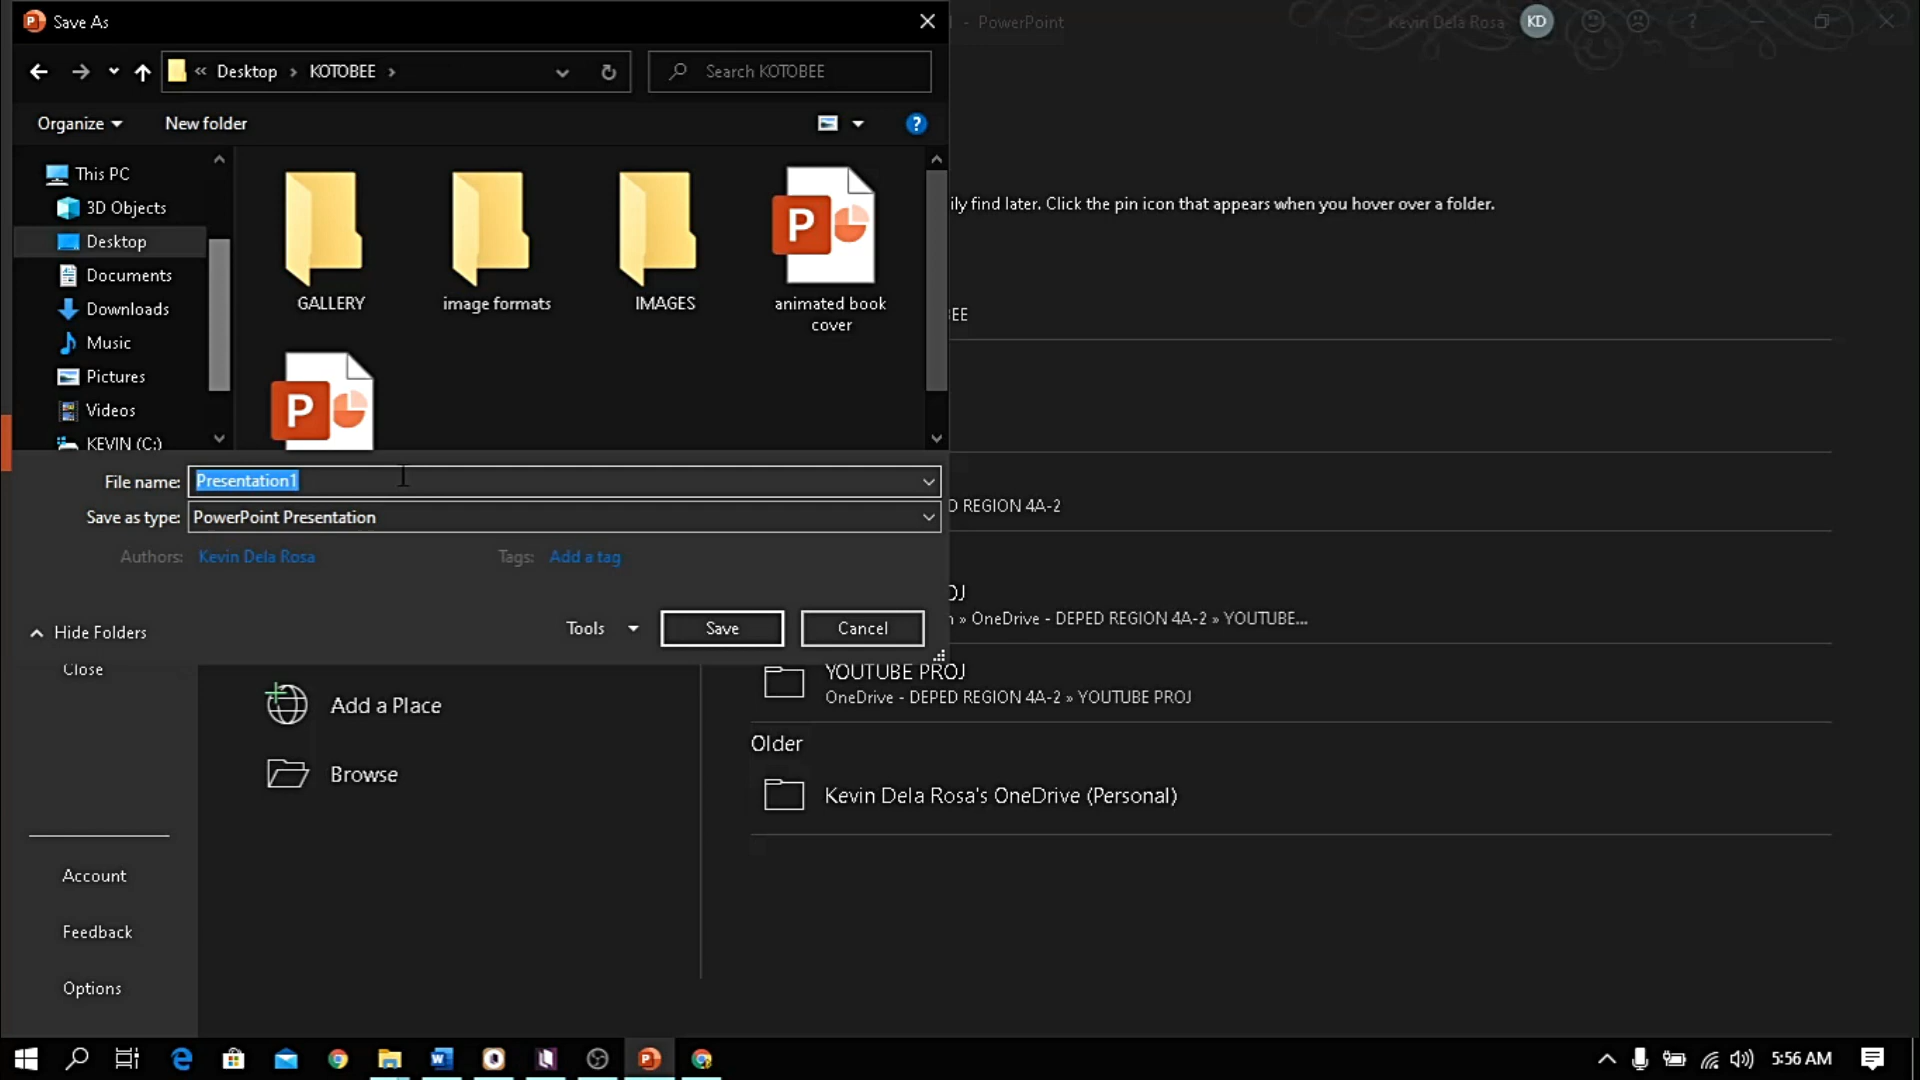 Save As
- PowerPoint
Kevin Dela Rosa
KD
?
« Desktop › KOTOBEE ›
Search KOTOBEE
Organize
New folder
?
This PC
3D Objects
Desktop
Documents
Downloads
Music
Pictures
Videos
KEVIN (C:)
GALLERY
image formats
IMAGES
animated book
cover
ily find later. Click the pin icon that appears when you hover over a folder.
BEE
File name: Presentation1
Save as type: PowerPoint Presentation
Authors: Kevin Dela Rosa
Tags: Add a tag
D REGION 4A-2
Hide Folders
Tools
Save
Cancel
OJ
» OneDrive - DEPED REGION 4A-2 » YOUTUBE...
Close
Add a Place
Browse
YOUTUBE PROJ
OneDrive - DEPED REGION 4A-2 » YOUTUBE PROJ
Older
Kevin Dela Rosa's OneDrive (Personal)
Account
Feedback
Options
5:56 AM